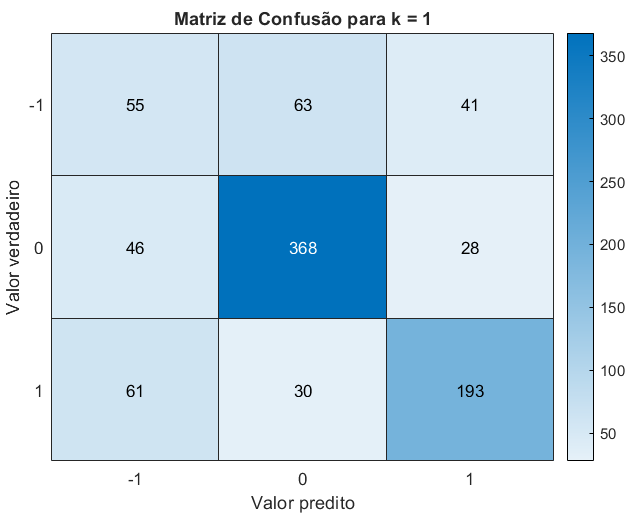 Matriz de Confusão para k = 1
-1 55 63 41
0 46 368 28
1 61 30 193
-1 0 1
Valor predito
Valor verdadeiro
350
300
250
200
150
100
50